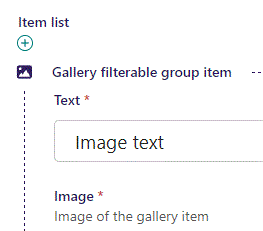 Item list
Gallery filterable group item
Text *
Image text
Image *
Image of the gallery item